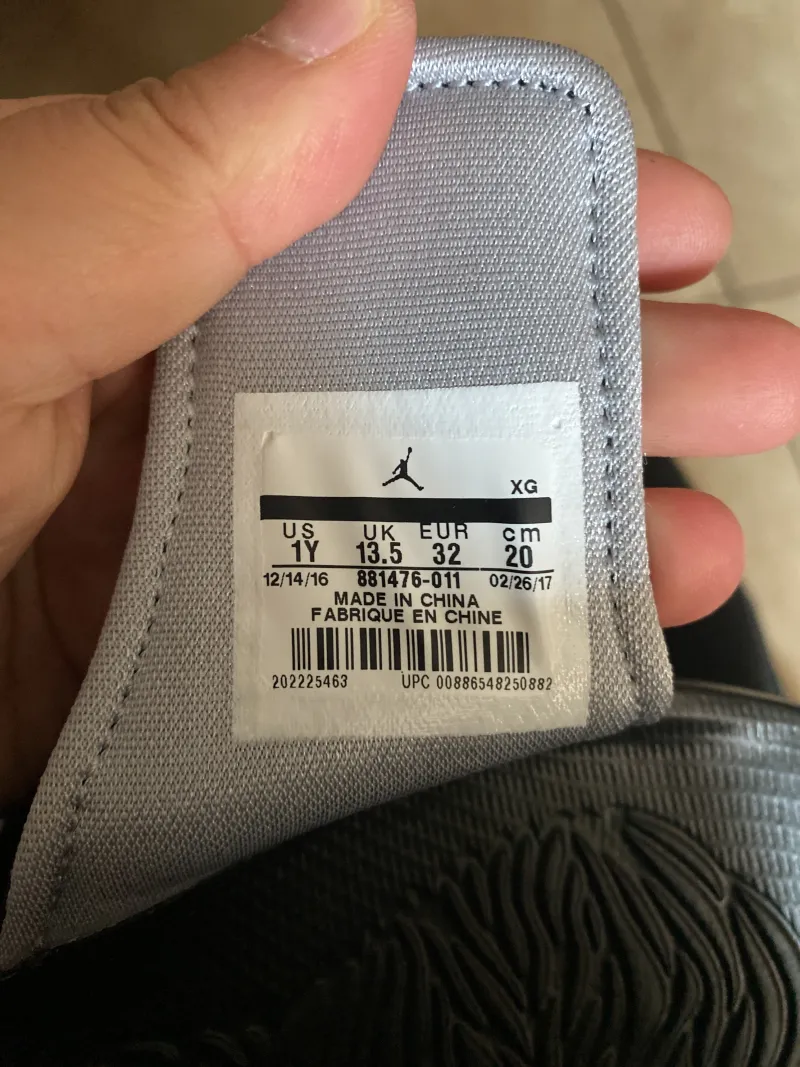 XG
US UK EUR cm
1Y 13.5 32 20
12/14/16 881476-011 02/26/17
MADE IN CHINA
FABRIQUE EN CHINE
202225463 UPC 00886548250882